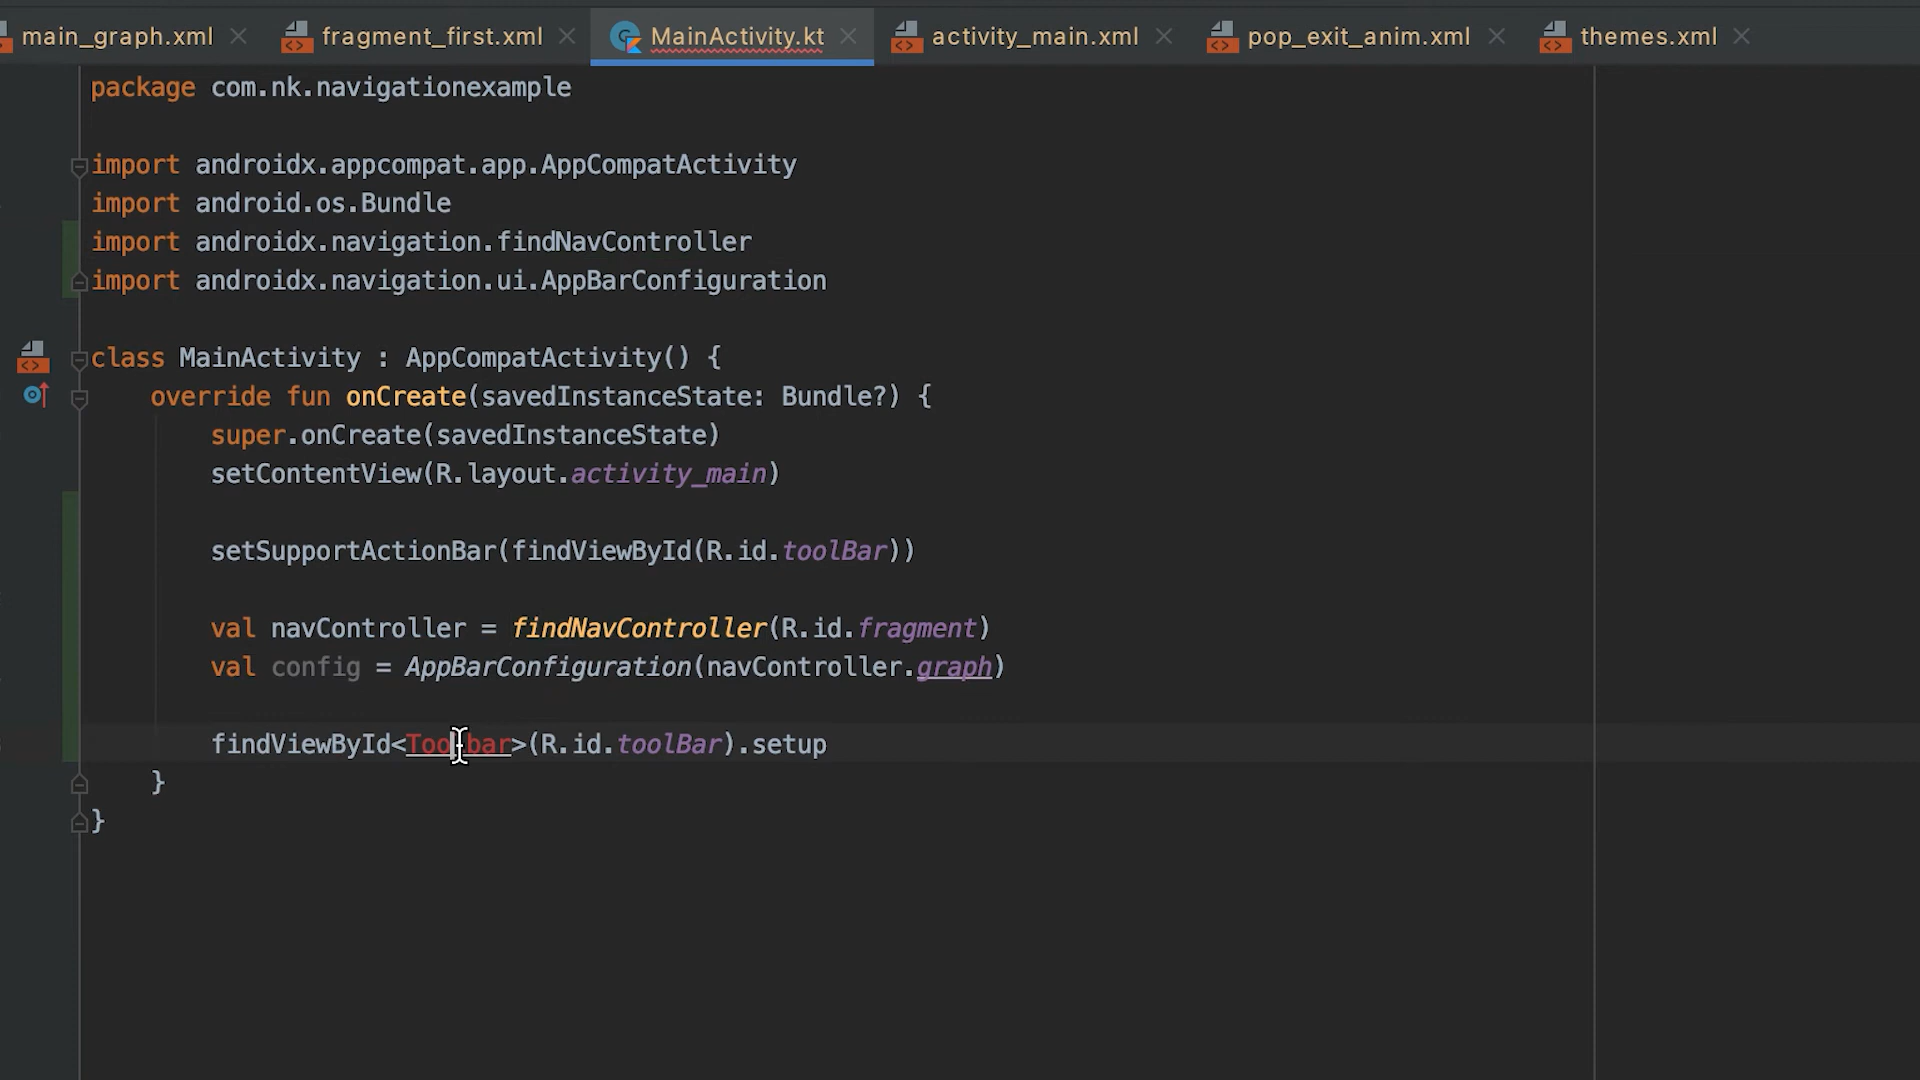 main_graph.xml fragment_first.xml MainActivity.kt activity_main.xml pop_exit_anim.xml themes.xml
package com.nk.navigationexample
import androidx.appcompat.app.AppCompatActivity
import android.os.Bundle
import androidx.navigation.findNavController
import androidx.navigation.ui.AppBarConfiguration
class MainActivity : AppCompatActivity() {
override fun onCreate(savedInstanceState: Bundle?) {
super.onCreate(savedInstanceState)
setContentView(R.layout.activity_main)
setSupportActionBar(findViewById(R.id.toolBar))
val navController = findNavController(R.id.fragment)
val config = AppBarConfiguration(navController.graph)
findViewById<Toolbar>(R.id.toolBar).setup
}
}